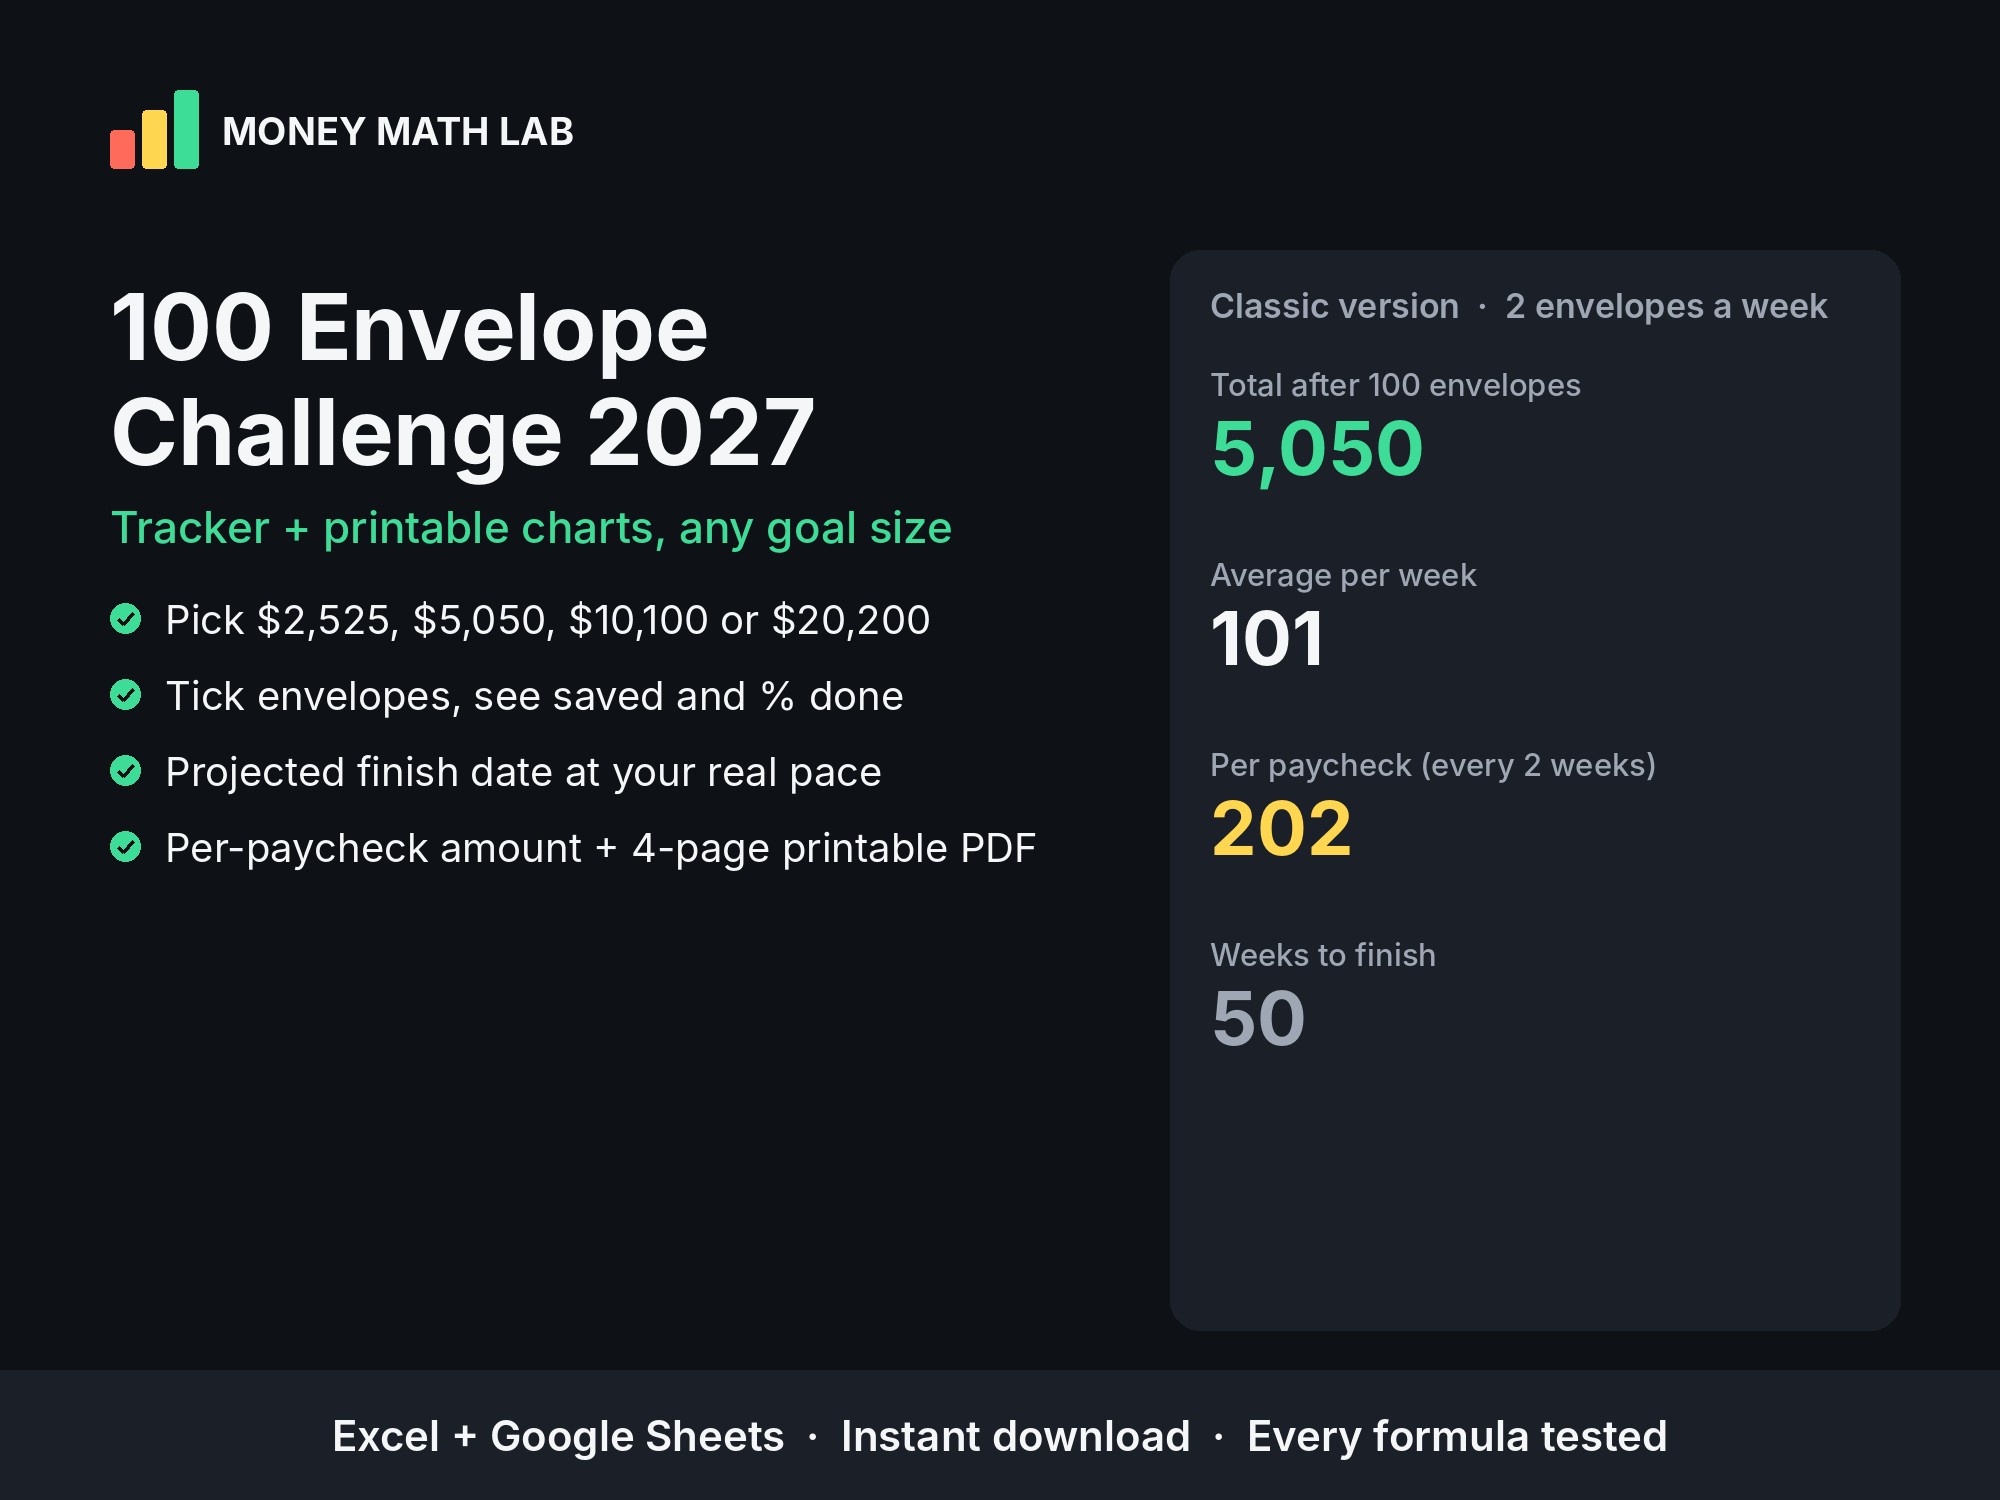 MONEY MATH LAB
100 Envelope
Challenge 2027
Tracker + printable charts, any goal size
Pick $2,525, $5,050, $10,100 or $20,200
Tick envelopes, see saved and % done
Projected finish date at your real pace
Per-paycheck amount + 4-page printable PDF
Classic version · 2 envelopes a week
Total after 100 envelopes
5,050
Average per week
101
Per paycheck (every 2 weeks)
202
Weeks to finish
50
Excel + Google Sheets · Instant download · Every formula tested